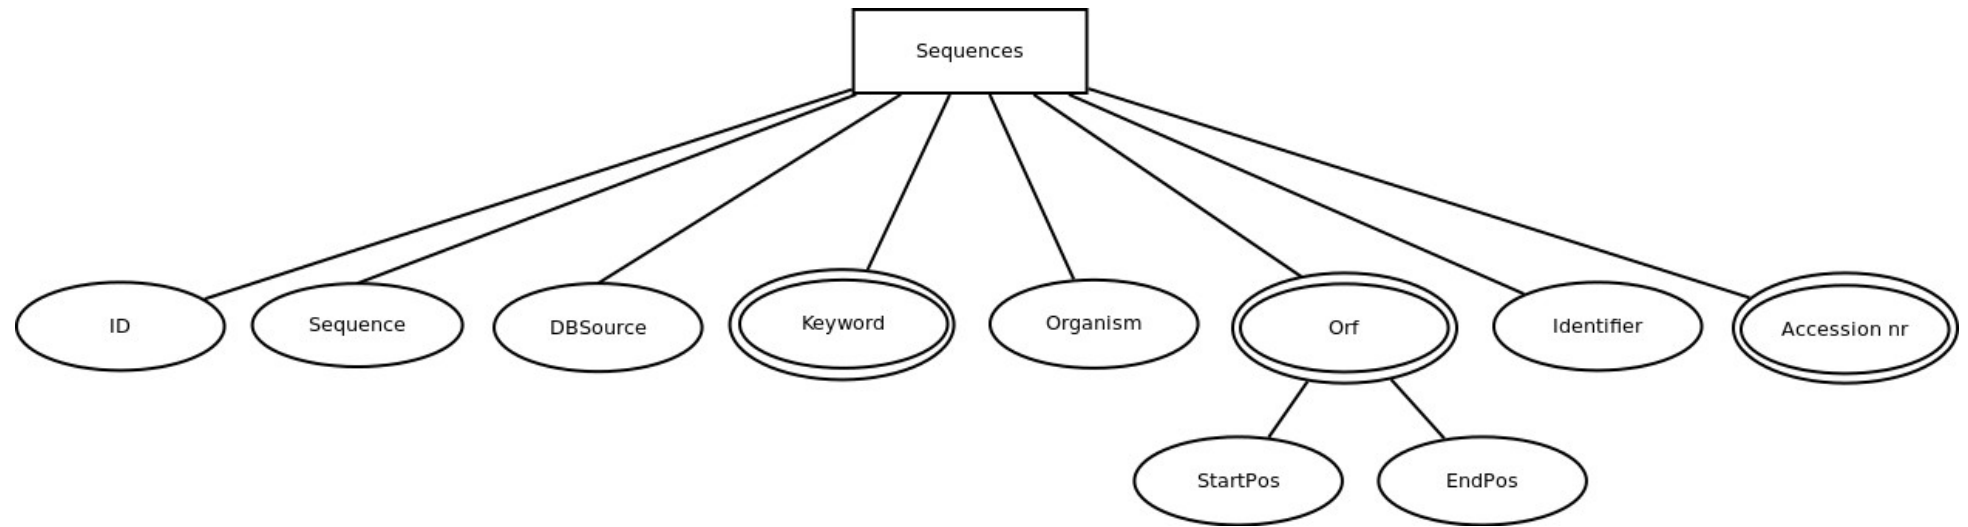 Sequences
ID
Sequence
DBSource
Keyword
Organism
Orf
Identifier
Accession nr
StartPos
EndPos